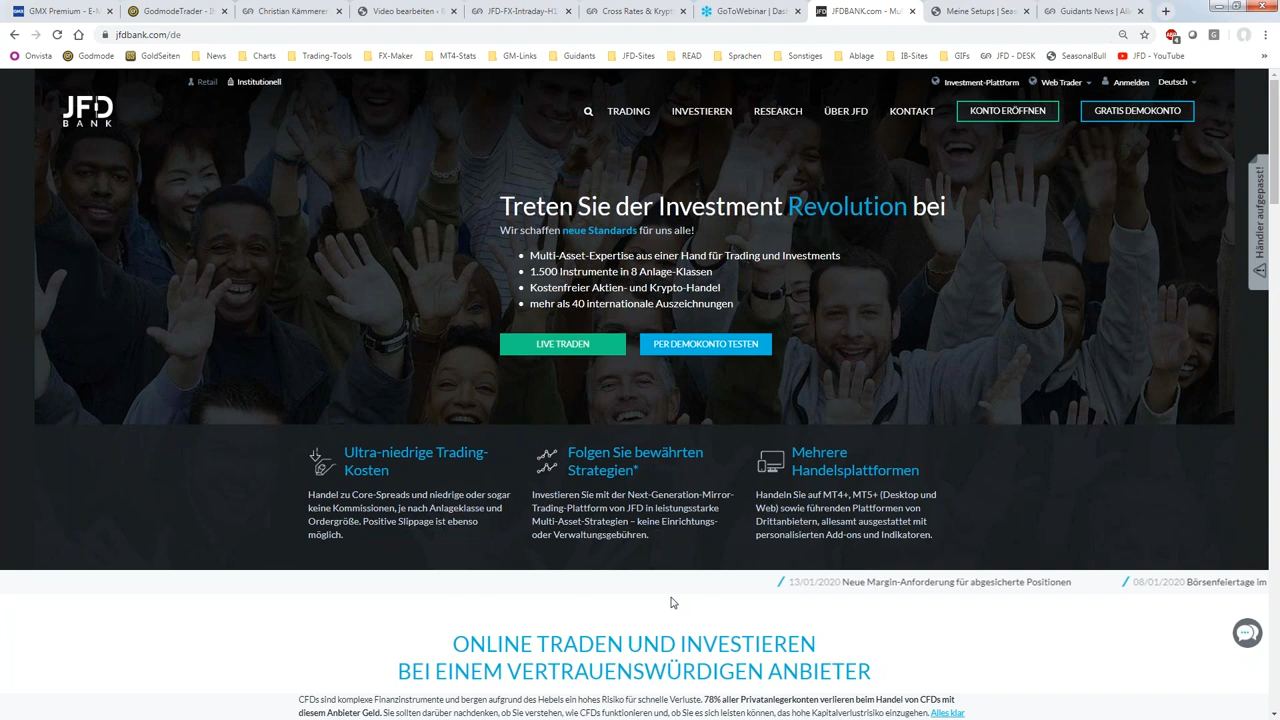 GMX Premium – E-M
GodmodeTrader - Ih
Christian Kämmerer
Video bearbeiten -
JFD-FX-Intraday-H1
Cross Rates & Krypt
GoToWebinar | Das
JFDBANK.com - Mul
Meine Setups | Seas
Guidants News | All
jfdbank.com/de
Onvista
Godmode
GoldSeiten
News
Charts
Trading-Tools
FX-Maker
MT4-Stats
GM-Links
Guidants
JFD-Sites
READ
Sprachen
Sonstiges
Ablage
IB-Sites
GIFs
JFD - DESK
SeasonalBull
JFD - YouTube
Retail
Institutionell
Investment-Plattform
Web Trader
Anmelden
Deutsch
JFD
BANK
TRADING
INVESTIEREN
RESEARCH
ÜBER JFD
KONTAKT
KONTO ERÖFFNEN
GRATIS DEMOKONTO
Händler aufgepasst!
Treten Sie der Investment Revolution bei
Wir schaffen neue Standards für uns alle!
Multi-Asset-Expertise aus einer Hand für Trading und Investments
1.500 Instrumente in 8 Anlage-Klassen
Kostenfreier Aktien- und Krypto-Handel
mehr als 40 internationale Auszeichnungen
LIVE TRADEN
PER DEMOKONTO TESTEN
Ultra-niedrige Trading-
Kosten
Handel zu Core-Spreads und niedrige oder sogar
keine Kommissionen, je nach Anlageklasse und
Ordergröße. Positive Slippage ist ebenso
möglich.
Folgen Sie bewährten
Strategien*
Investieren Sie mit der Next-Generation-Mirror-
Trading-Plattform von JFD in leistungsstarke
Multi-Asset-Strategien – keine Einrichtungs-
oder Verwaltungsgebühren.
Mehrere
Handelsplattformen
Handeln Sie auf MT4+, MT5+ (Desktop und
Web) sowie führenden Plattformen von
Drittanbietern, allesamt ausgestattet mit
personalisierten Add-ons und Indikatoren.
13/01/2020 Neue Margin-Anforderung für abgesicherte Positionen
08/01/2020 Börsenfeiertage im
ONLINE TRADEN UND INVESTIEREN
BEI EINEM VERTRAUENSWÜRDIGEN ANBIETER
CFDs sind komplexe Finanzinstrumente und bergen aufgrund des Hebels ein hohes Risiko für schnelle Verluste. 78% aller Privatanlegerkonten verlieren beim Handel von CFDs mit
diesem Anbieter Geld. Sie sollten darüber nachdenken, ob Sie verstehen, wie CFDs funktionieren und, ob Sie es sich leisten können, das hohe Kapitalverlustrisiko einzugehen. Alles klar